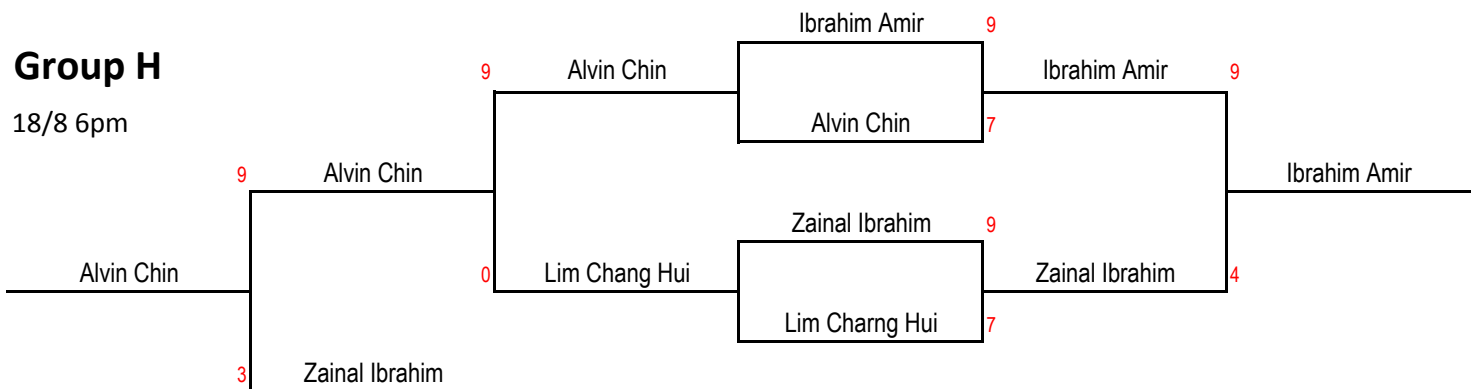 Ibrahim Amir 9
Group H
9 Alvin Chin Ibrahim Amir 9
18/8 6pm
Alvin Chin 7
9 Alvin Chin Ibrahim Amir
Zainal Ibrahim 9
Alvin Chin 0 Lim Chang Hui Zainal Ibrahim 4
Lim Charng Hui 7
3 Zainal Ibrahim